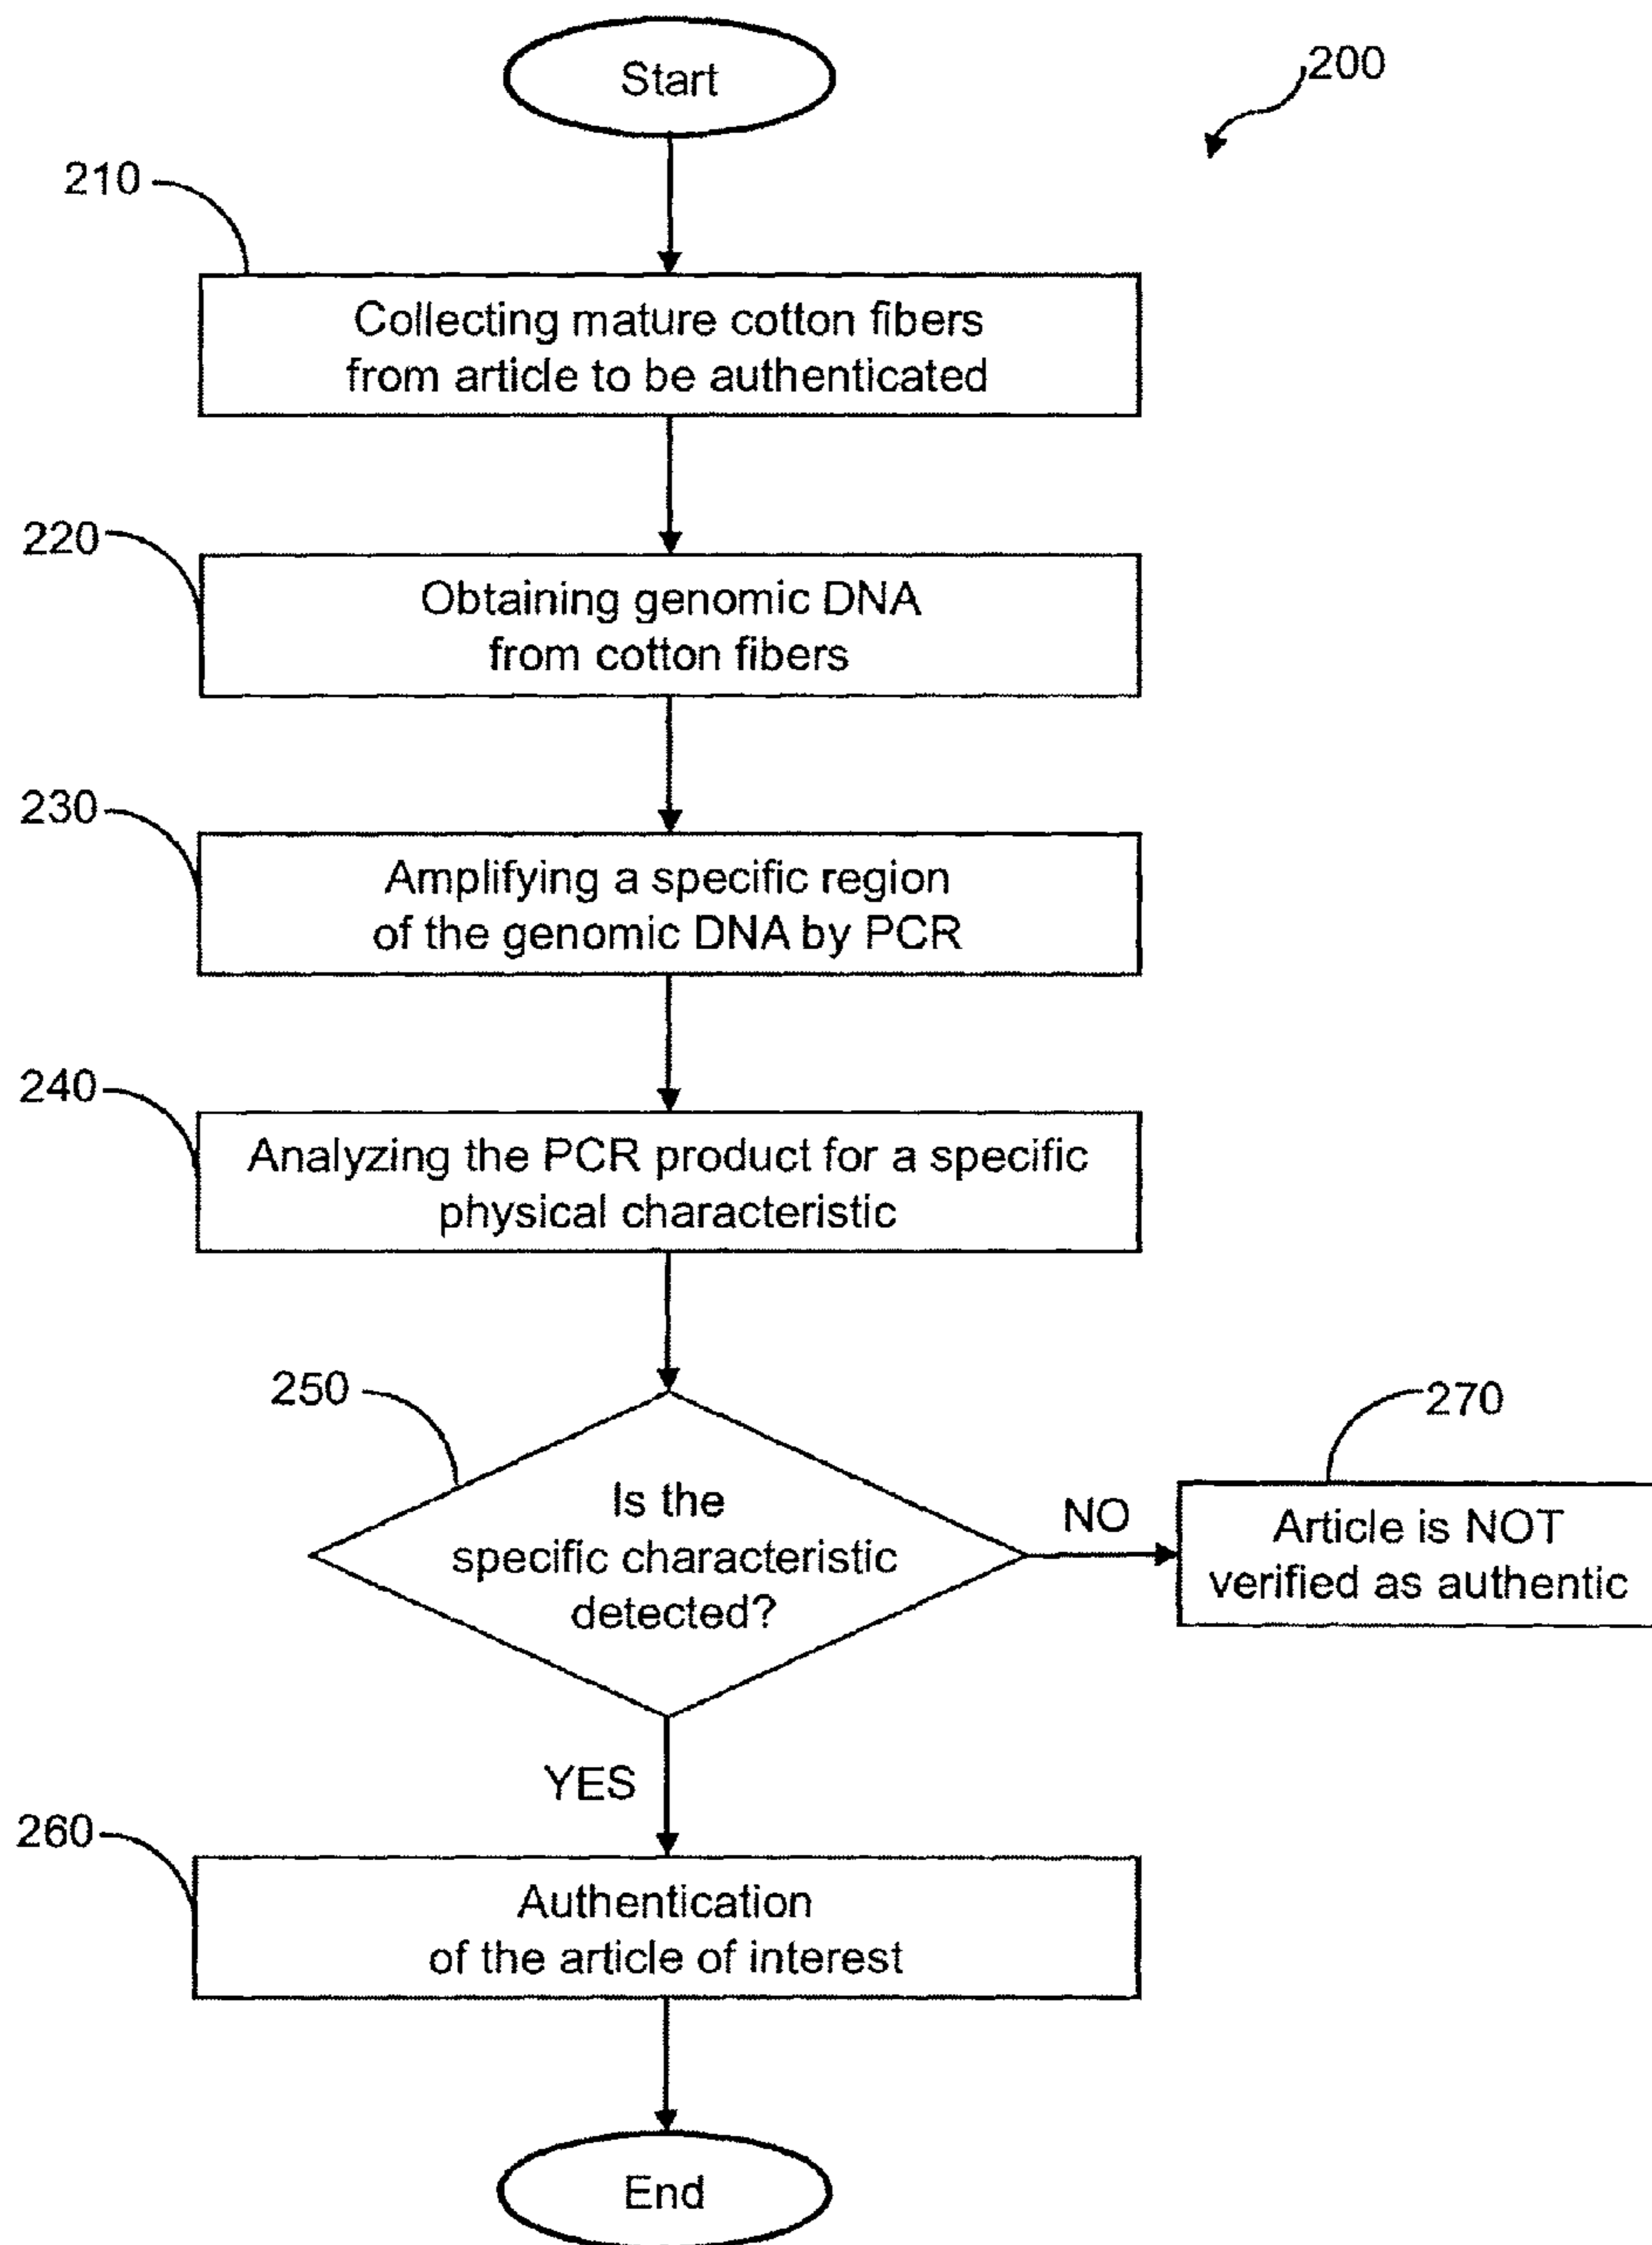 Start
200
210
Collecting mature cotton fibers
from article to be authenticated
220
Obtaining genomic DNA
from cotton fibers
230
Amplifying a specific region
of the genomic DNA by PCR
240
Analyzing the PCR product for a specific
physical characteristic
250
Is the
specific characteristic
detected?
NO
270
Article is NOT
verified as authentic
YES
260
Authentication
of the article of interest
End